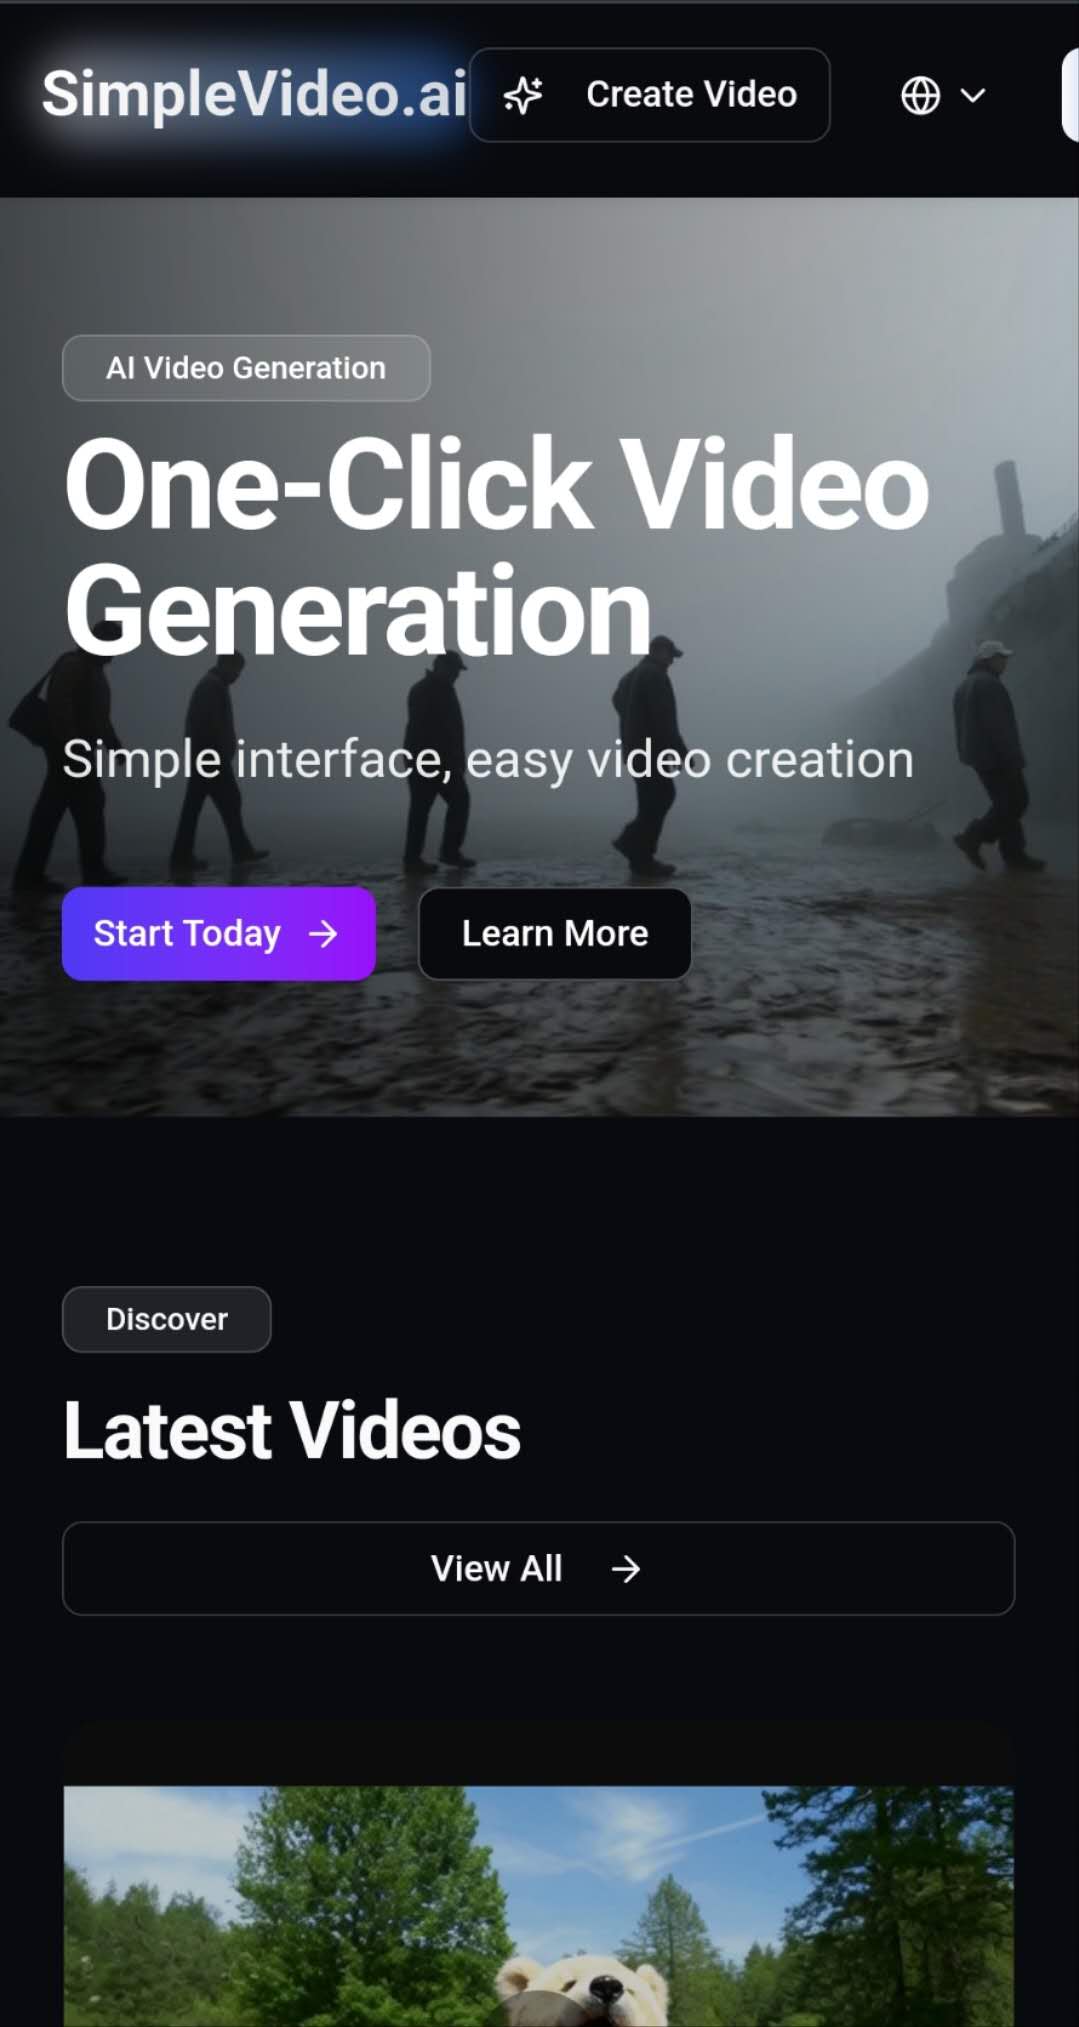 SimpleVideo.ai
Create Video
AI Video Generation
One-Click Video
Generation
Simple interface, easy video creation
Start Today
Learn More
Discover
Latest Videos
View All